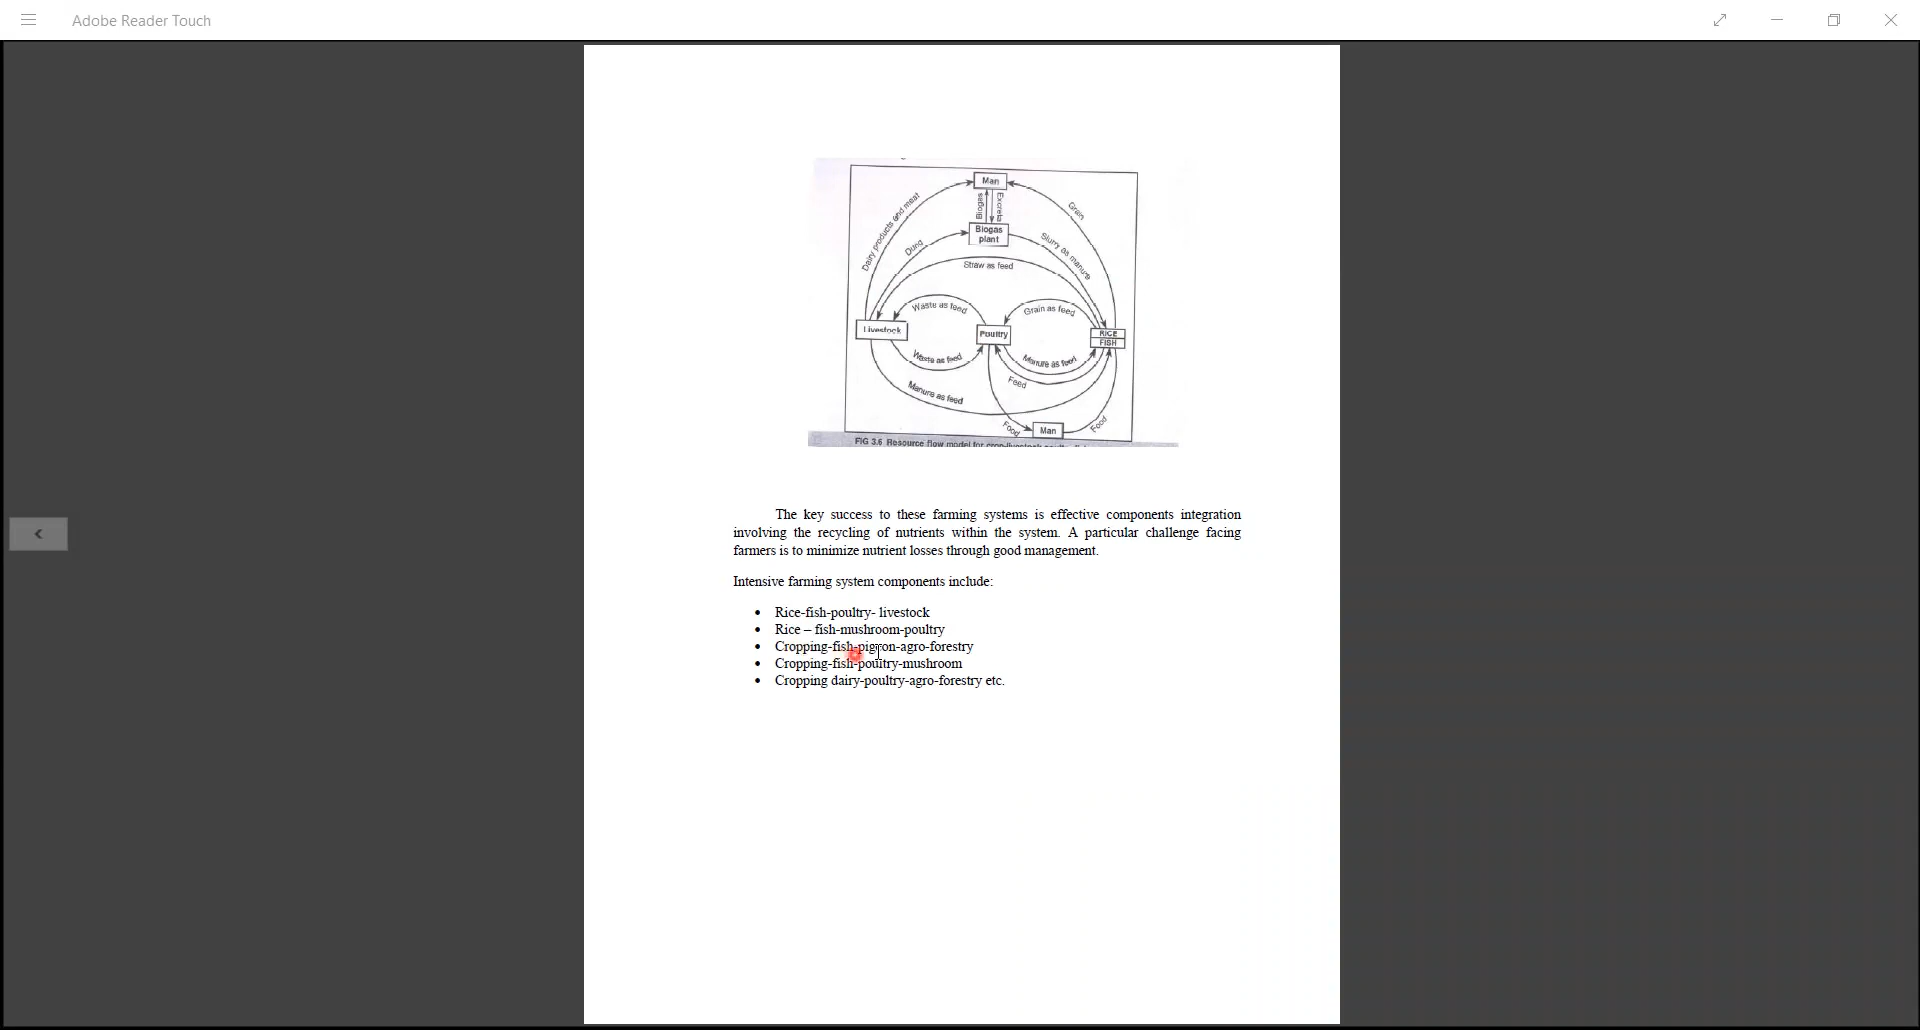 Adobe Reader Touch
Man
Dairy products and meat
Biogas
Excreta
Grain
Dung
Biogas
plant
Slurry as manure
Straw as feed
Waste as feed
Grain as feed
Livestock
Poultry
RICE
FISH
Waste as feed
Manure as feed
Feed
Manure as feed
Food
Man
Food
FIG 3.6 Resource flow model for crop-livestock
The key success to these farming systems is effective components integration
involving the recycling of nutrients within the system. A particular challenge facing
farmers is to minimize nutrient losses through good management.
Intensive farming system components include:
• Rice-fish-poultry- livestock
• Rice – fish-mushroom-poultry
• Cropping-fish-pigeon-agro-forestry
• Cropping-fish-poultry-mushroom
• Cropping dairy-poultry-agro-forestry etc.